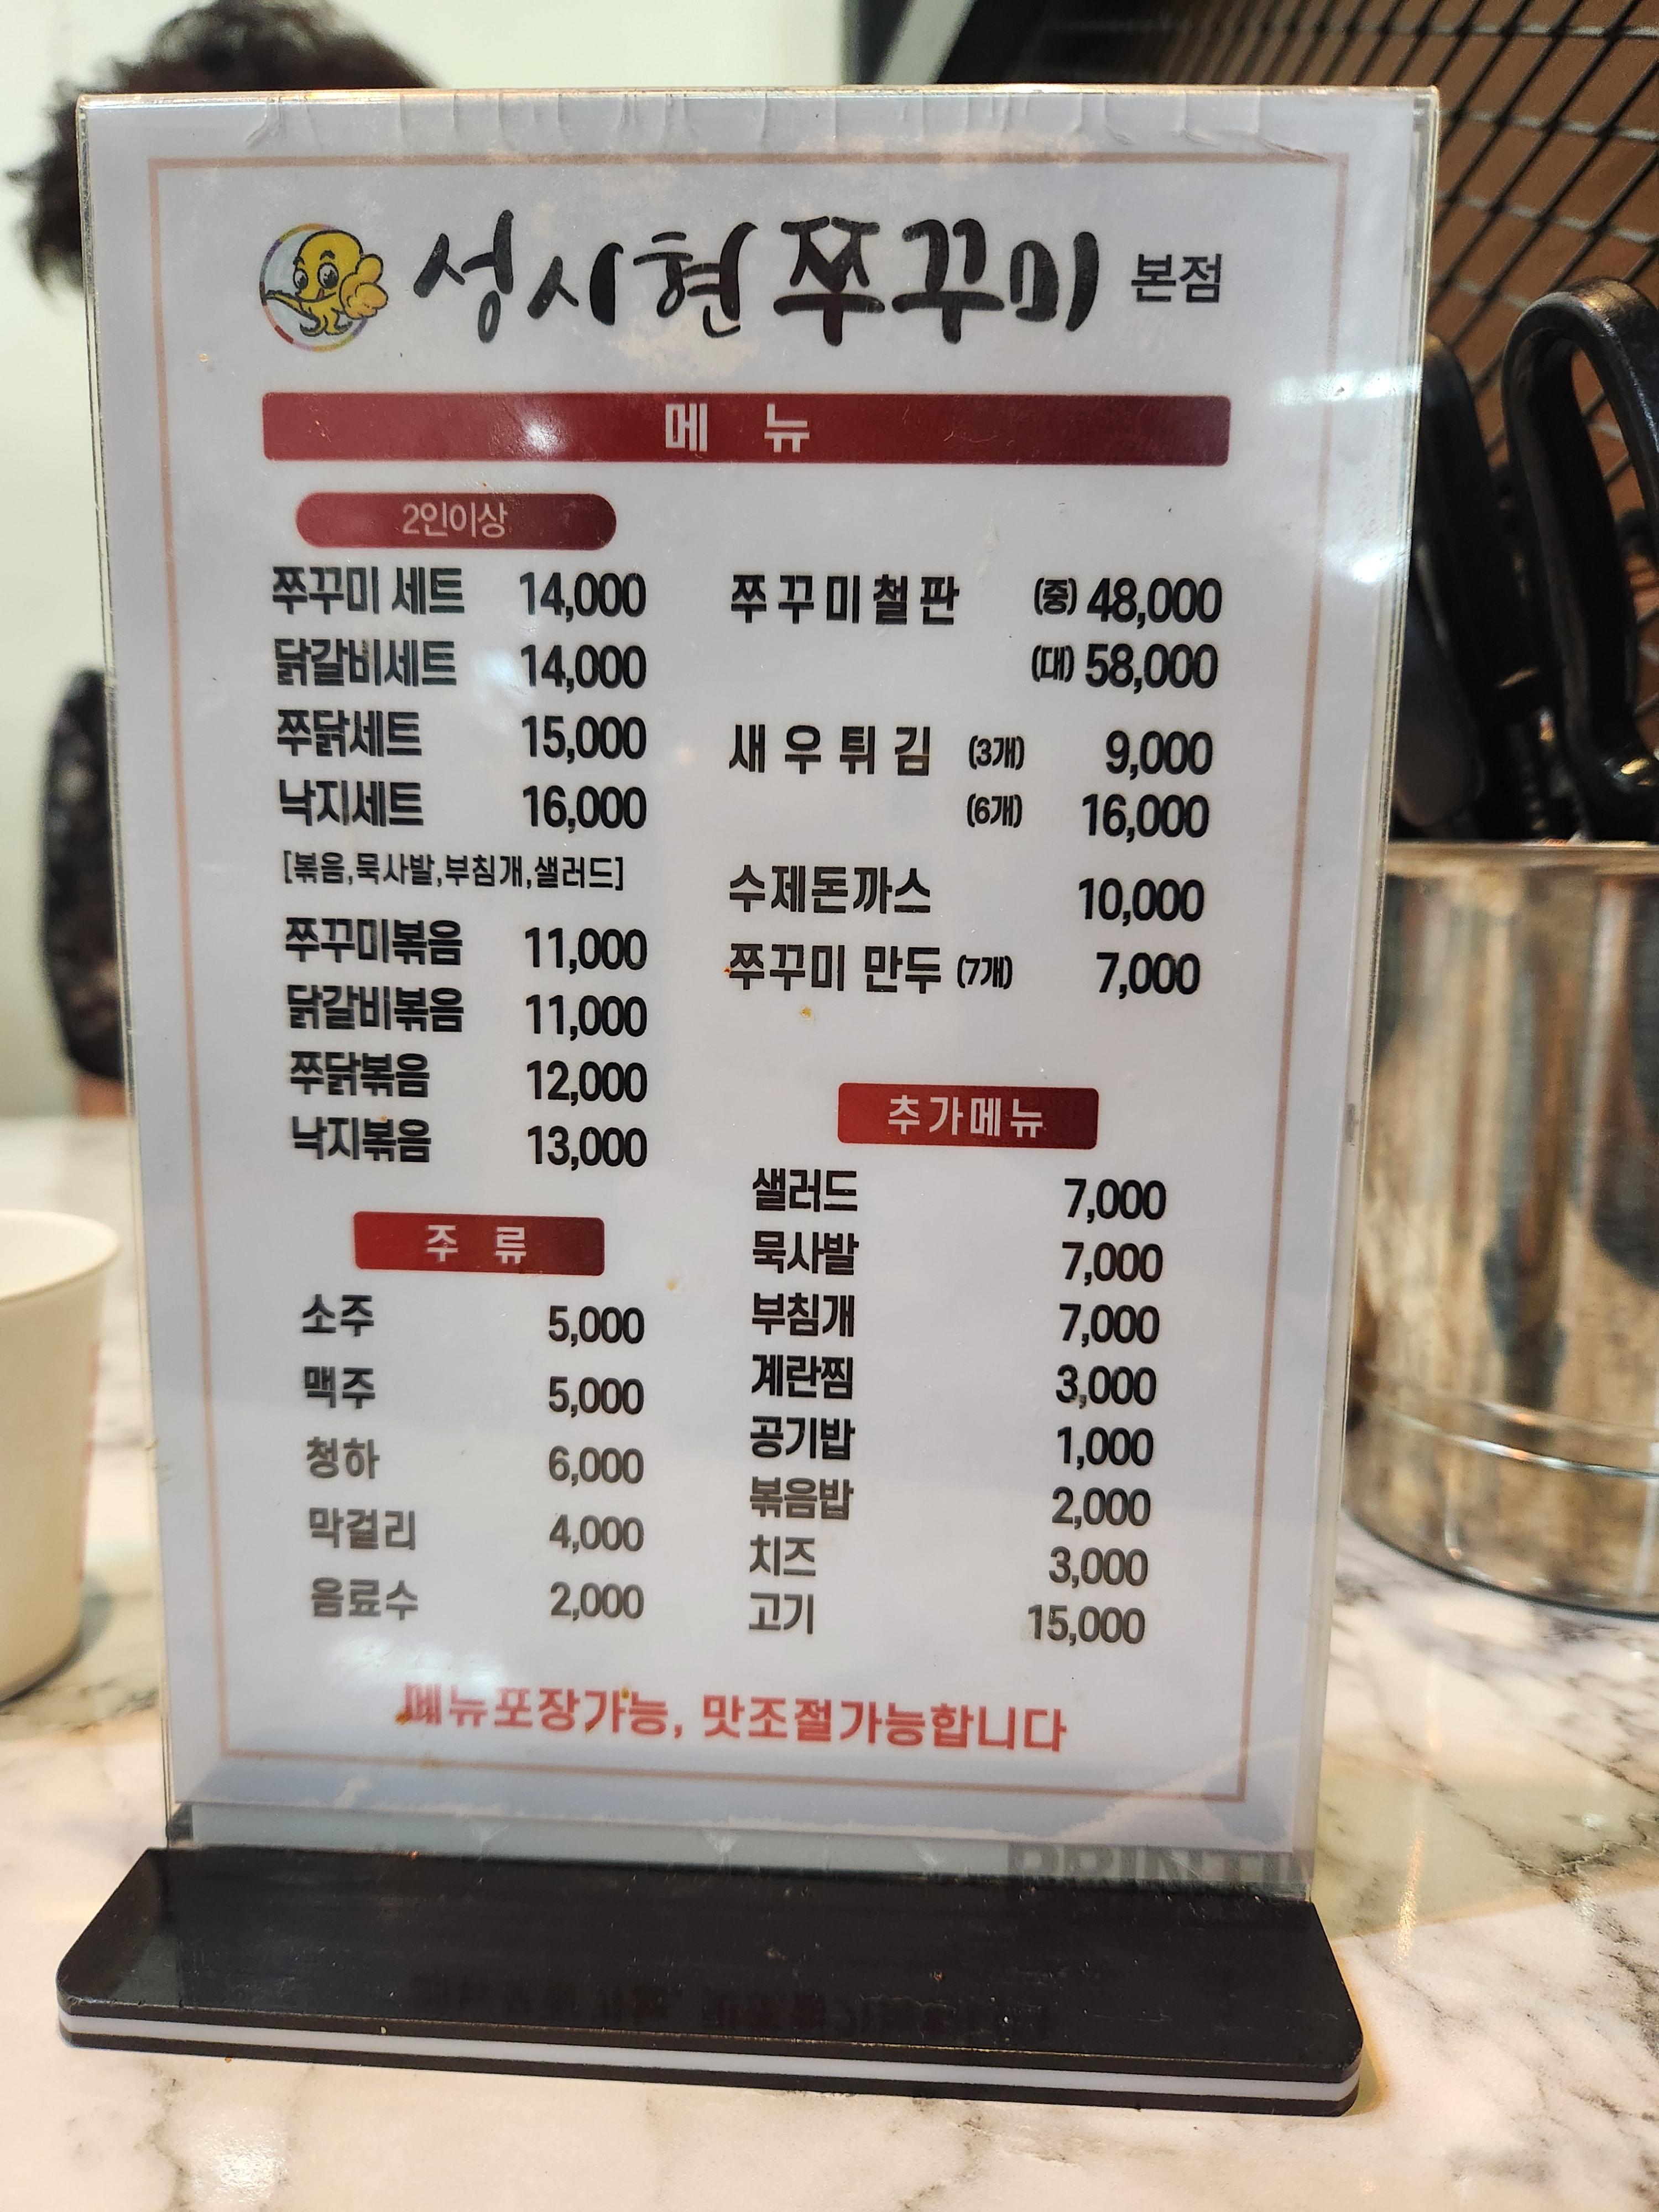 성시현쭈꾸미 본점
메 뉴
2인이상
쭈꾸미 세트 14,000
닭갈비세트 14,000
쭈닭세트 15,000
낙지세트 16,000
[볶음,묵사발,부침개,샐러드]
쭈꾸미볶음 11,000
닭갈비볶음 11,000
쭈닭볶음 12,000
낙지볶음 13,000
주 류
소주 5,000
맥주 5,000
청하 6,000
막걸리 4,000
음료수 2,000
쭈꾸미철판 (중) 48,000
(대) 58,000
새우튀김 (3개) 9,000
(6개) 16,000
수제돈까스 10,000
쭈꾸미 만두 (7개) 7,000
추가메뉴
샐러드 7,000
묵사발 7,000
부침개 7,000
계란찜 3,000
공기밥 1,000
볶음밥 2,000
치즈 3,000
고기 15,000
메뉴포장가능, 맛조절가능합니다